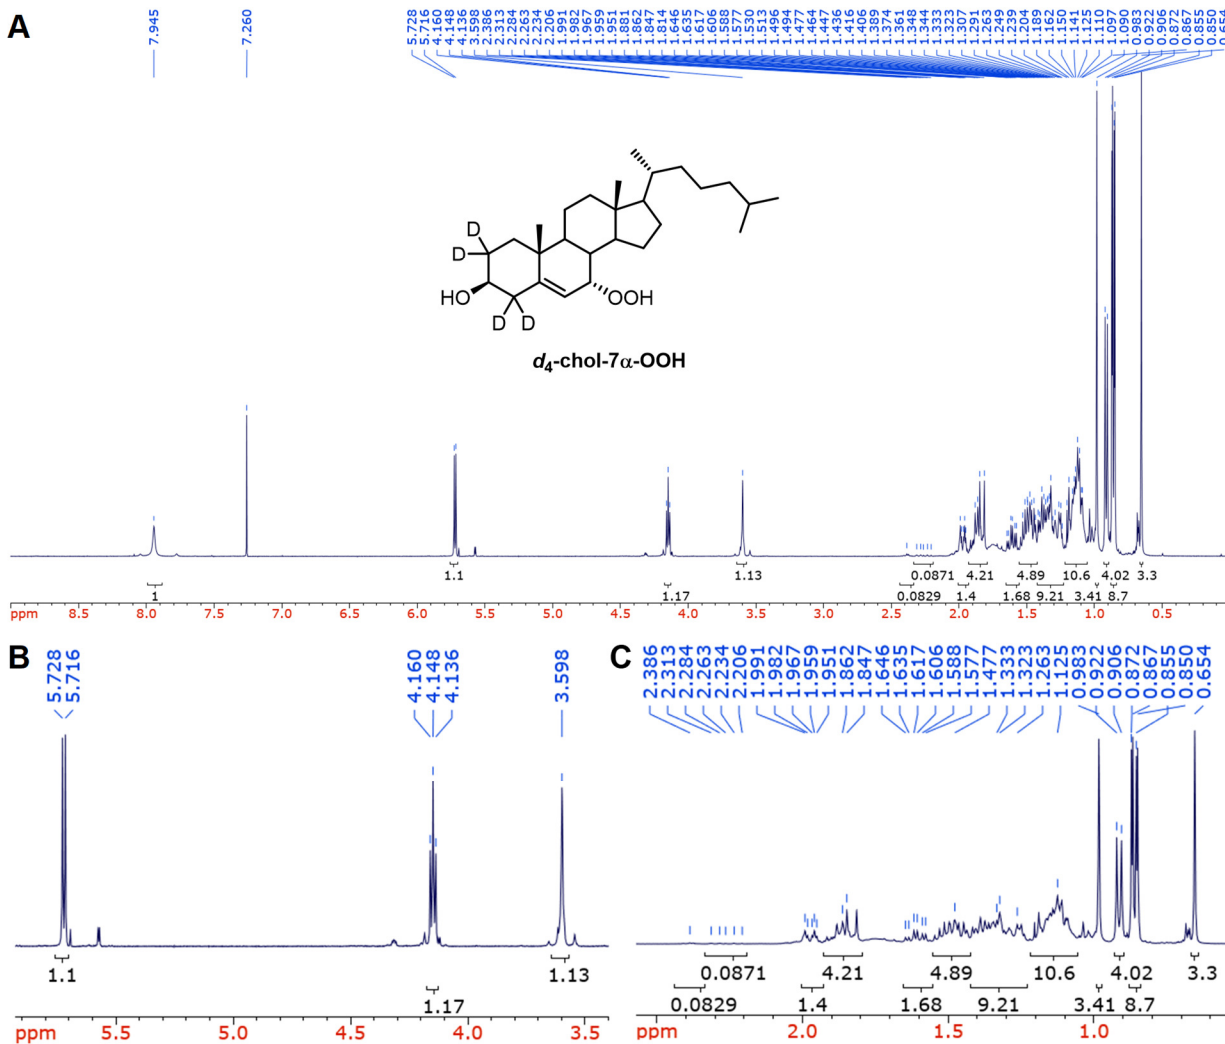 A
7.945 7.260 5.728 5.716 4.160 4.148 4.136 3.598 2.386 2.313 2.284 2.263 2.234 2.206 1.991 1.982 1.967 1.959 1.951 1.881 1.862 1.847 1.814 1.646 1.635 1.617 1.606 1.588 1.577 1.530 1.513 1.496 1.494 1.477 1.464 1.447 1.436 1.416 1.406 1.389 1.374 1.361 1.348 1.344 1.333 1.323 1.307 1.291 1.263 1.249 1.239 1.204 1.189 1.162 1.150 1.141 1.125 1.110 1.097 1.090 0.983 0.922 0.906 0.872 0.867 0.855 0.850 0.654
D
D
HO
OOH
D D
d4-chol-7α-OOH
1.1 1.13 0.0871 4.21 4.89 10.6 4.02 3.3
1 1.17 0.0829 1.4 1.68 9.21 3.41 8.7
ppm 8.5 8.0 7.5 7.0 6.5 6.0 5.5 5.0 4.5 4.0 3.5 3.0 2.5 2.0 1.5 1.0 0.5
B
5.728 5.716 4.160 4.148 4.136 3.598
1.1 1.13
1.17
ppm 5.5 5.0 4.5 4.0 3.5
C
2.386 2.313 2.284 2.263 2.234 2.206 1.991 1.982 1.967 1.959 1.951 1.862 1.847 1.646 1.635 1.617 1.606 1.588 1.577 1.477 1.333 1.323 1.263 1.125 0.983 0.922 0.906 0.872 0.867 0.855 0.850 0.654
0.0871 4.21 4.89 10.6 4.02 3.3
0.0829 1.4 1.68 9.21 3.41 8.7
ppm 2.0 1.5 1.0